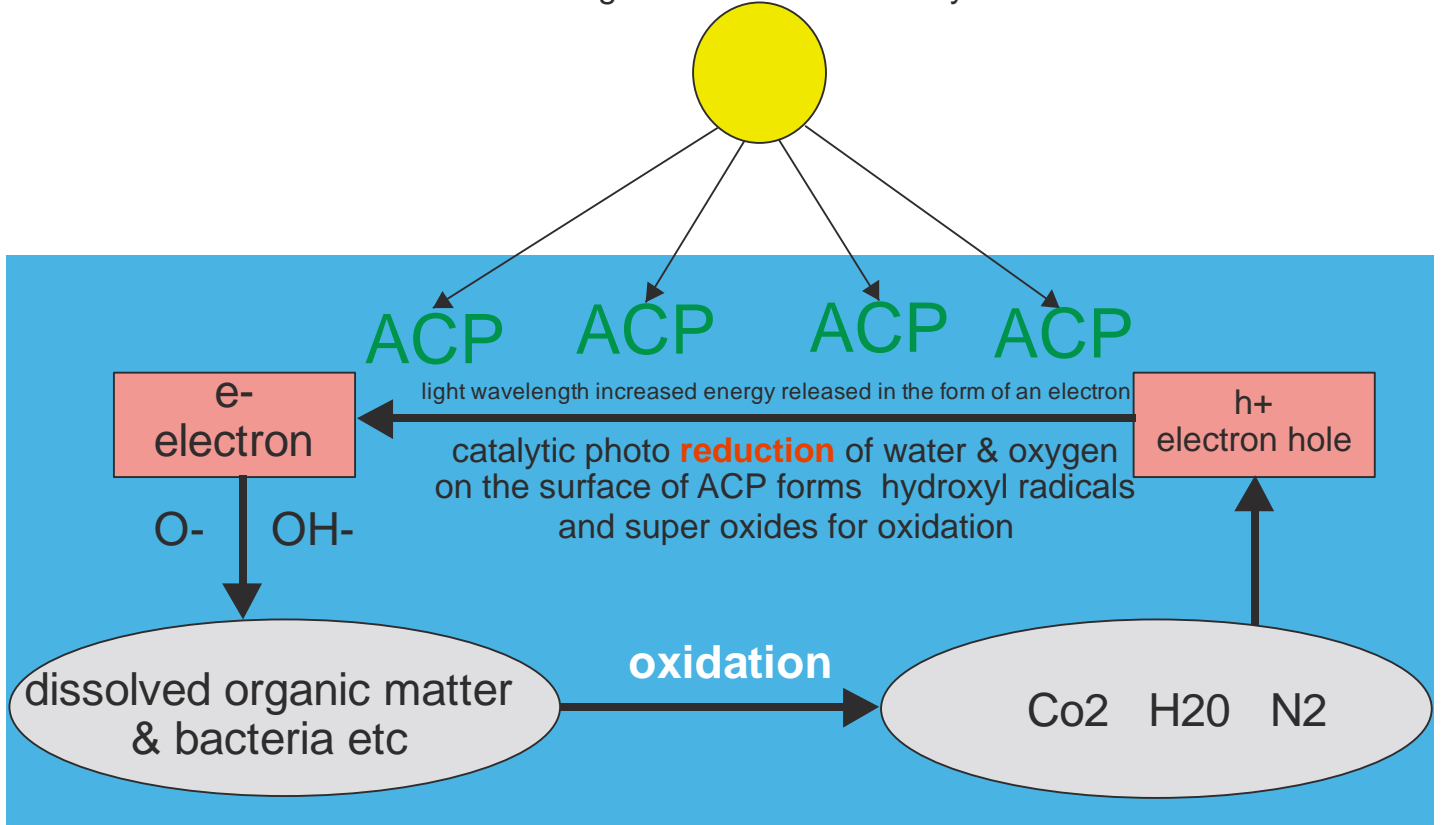 ACP ACP ACP ACP
light wavelength increased energy released in the form of an electron
e-
electron
h+
electron hole
catalytic photo reduction of water & oxygen
on the surface of ACP forms hydroxyl radicals
and super oxides for oxidation
O- OH-
oxidation
dissolved organic matter
& bacteria etc
Co2 H20 N2